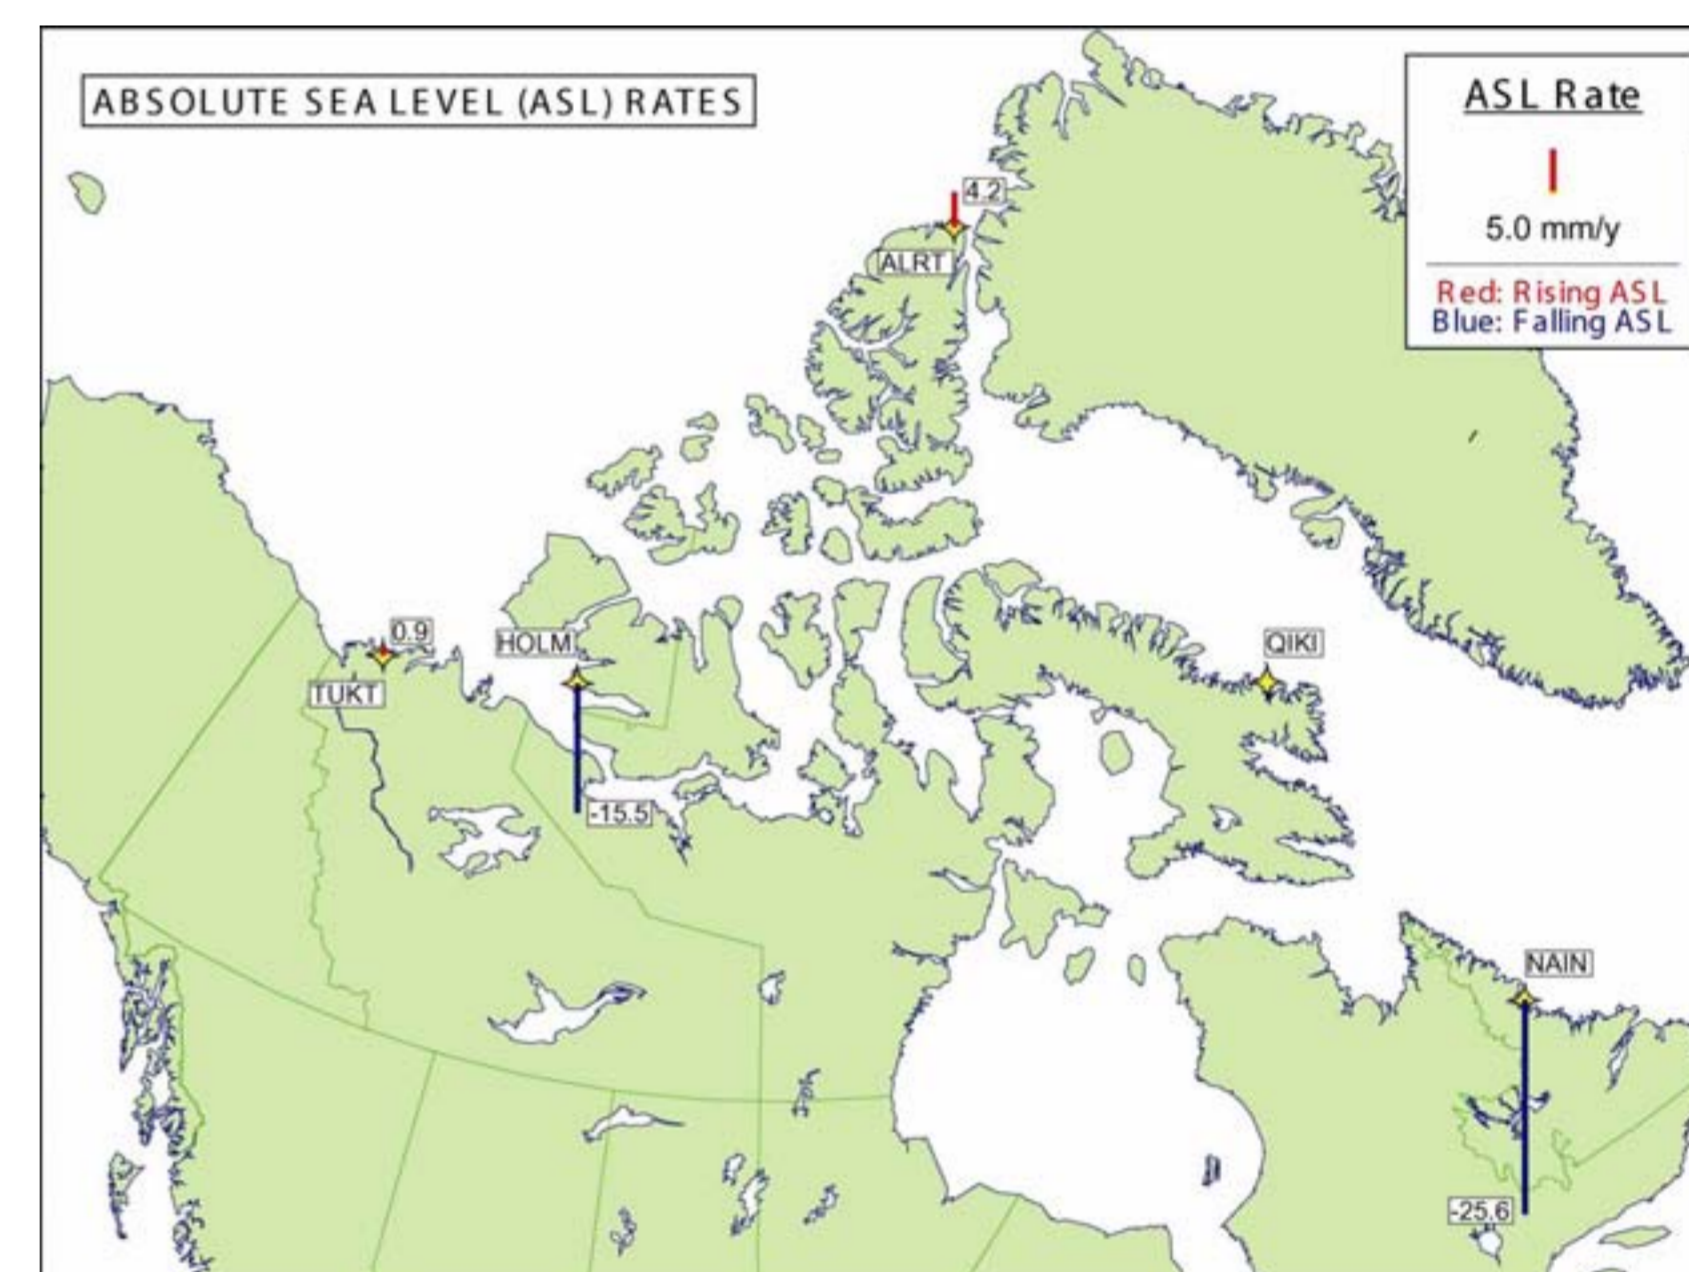 ABSOLUTE SEA LEVEL (ASL) RATES
ASL Rate
5.0 mm/y
Red: Rising ASL
Blue: Falling ASL
4.2
ALRT
0.9
TUKT
HOLM
-15.5
QIKI
NAIN
-25.6